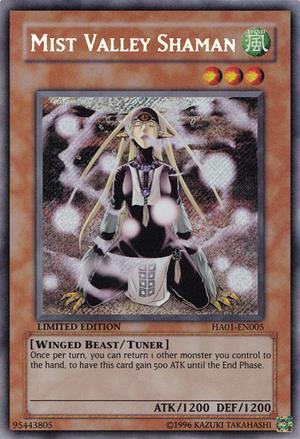 MIST VALLEY SHAMAN
WIND
風
LIMITED EDITION
HA01-EN005
[WINGED BEAST/TUNER]
Once per turn, you can return 1 other monster you control
to the hand, to have this card gain 500 ATK until the End Phase.
ATK/1200 DEF/1200
95443805
©1996 KAZUKI TAKAHASHI